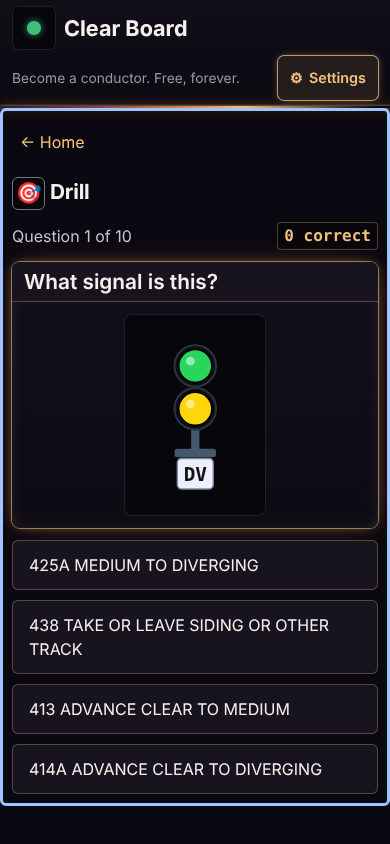 Clear Board
Become a conductor. Free, forever.
⚙ Settings
← Home
🎯 Drill
Question 1 of 10
0 correct
What signal is this?
DV
425A MEDIUM TO DIVERGING
438 TAKE OR LEAVE SIDING OR OTHER
TRACK
413 ADVANCE CLEAR TO MEDIUM
414A ADVANCE CLEAR TO DIVERGING